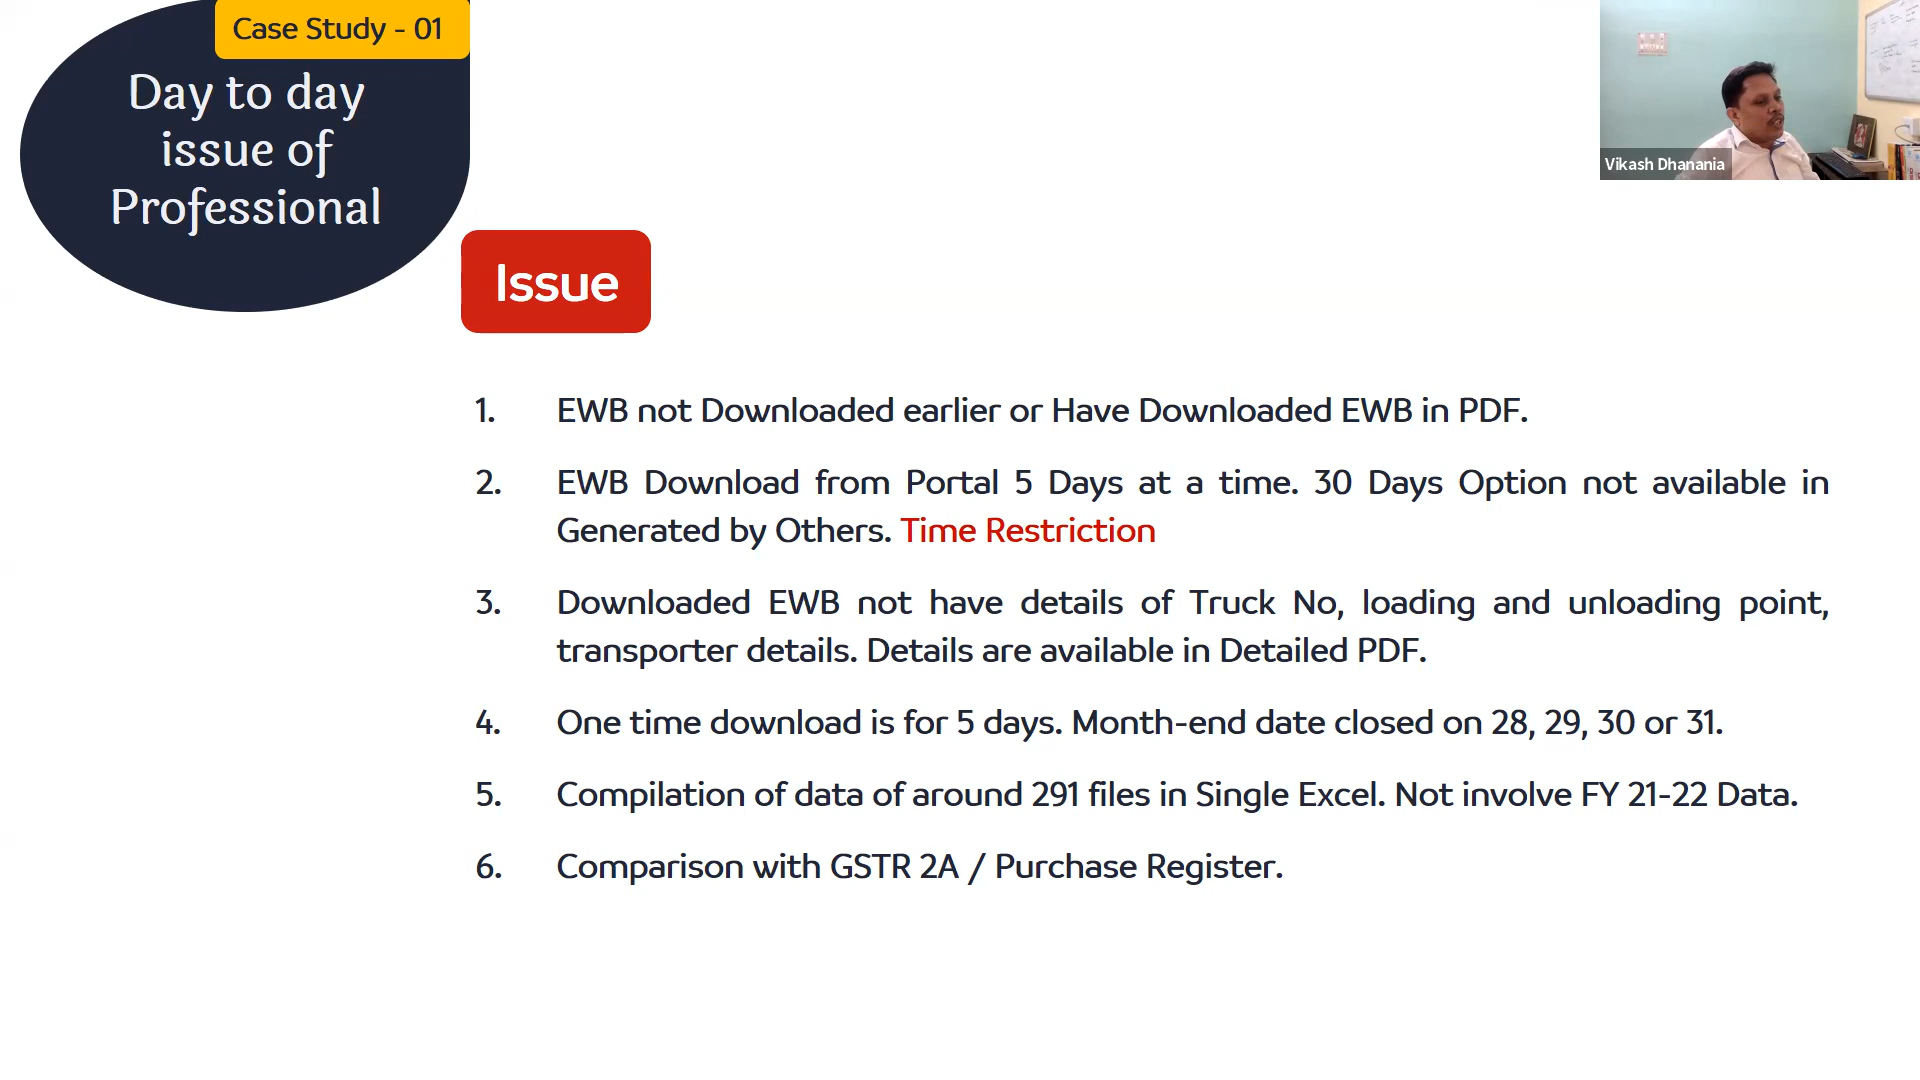 Case Study - 01
Day to day
issue of
Professional
Vikash Dhanania
Issue
1. EWB not Downloaded earlier or Have Downloaded EWB in PDF.
2. EWB Download from Portal 5 Days at a time. 30 Days Option not available in
Generated by Others. Time Restriction
3. Downloaded EWB not have details of Truck No, loading and unloading point,
transporter details. Details are available in Detailed PDF.
4. One time download is for 5 days. Month-end date closed on 28, 29, 30 or 31.
5. Compilation of data of around 291 files in Single Excel. Not involve FY 21-22 Data.
6. Comparison with GSTR 2A / Purchase Register.